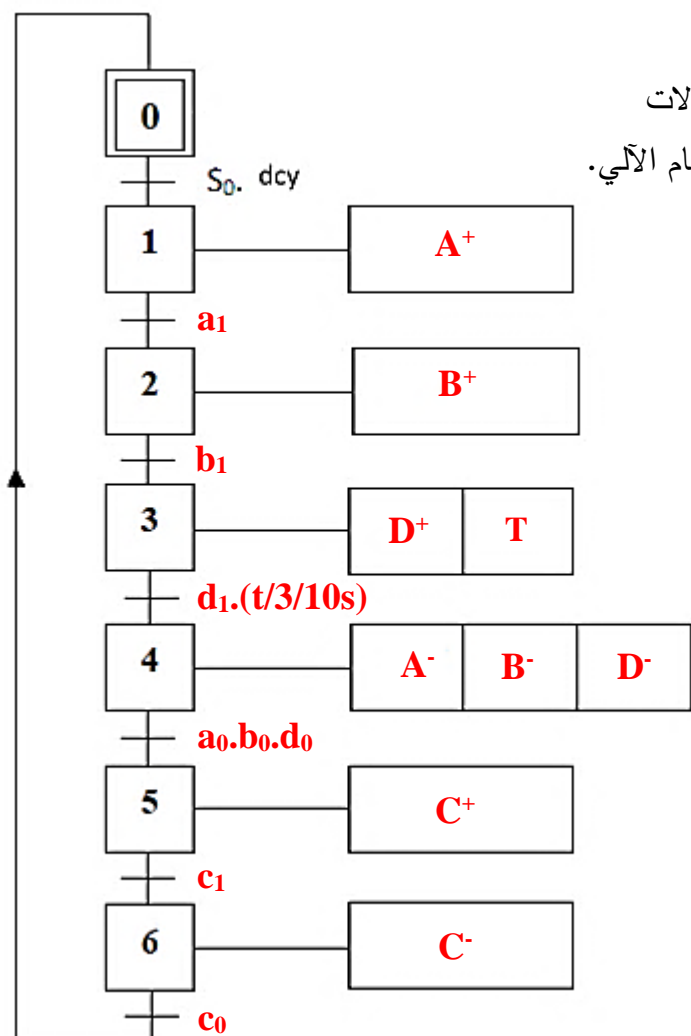 0
لات
S₀. dcy
ام الآلي.
1 A⁺
a₁
2 B⁺
b₁
3 D⁺ T
d₁.(t/3/10s)
4 A⁻ B⁻ D⁻
a₀.b₀.d₀
5 C⁺
c₁
6 C⁻
c₀